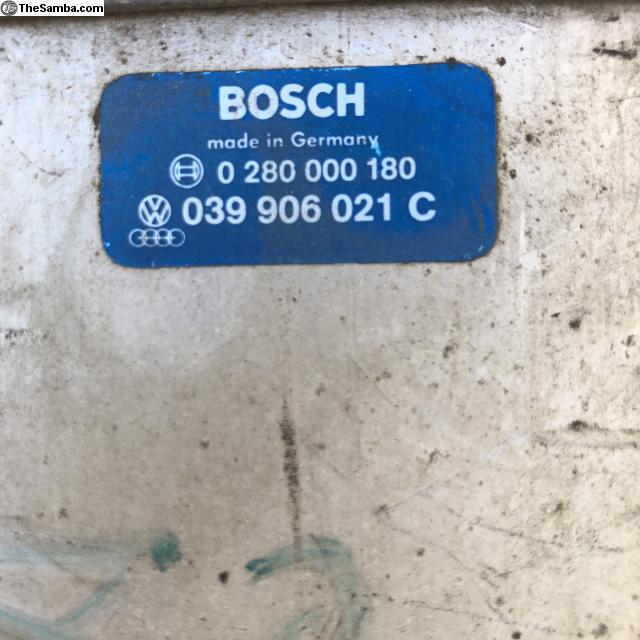 TheSamba.com
BOSCH
made in Germany
0 280 000 180
039 906 021 C